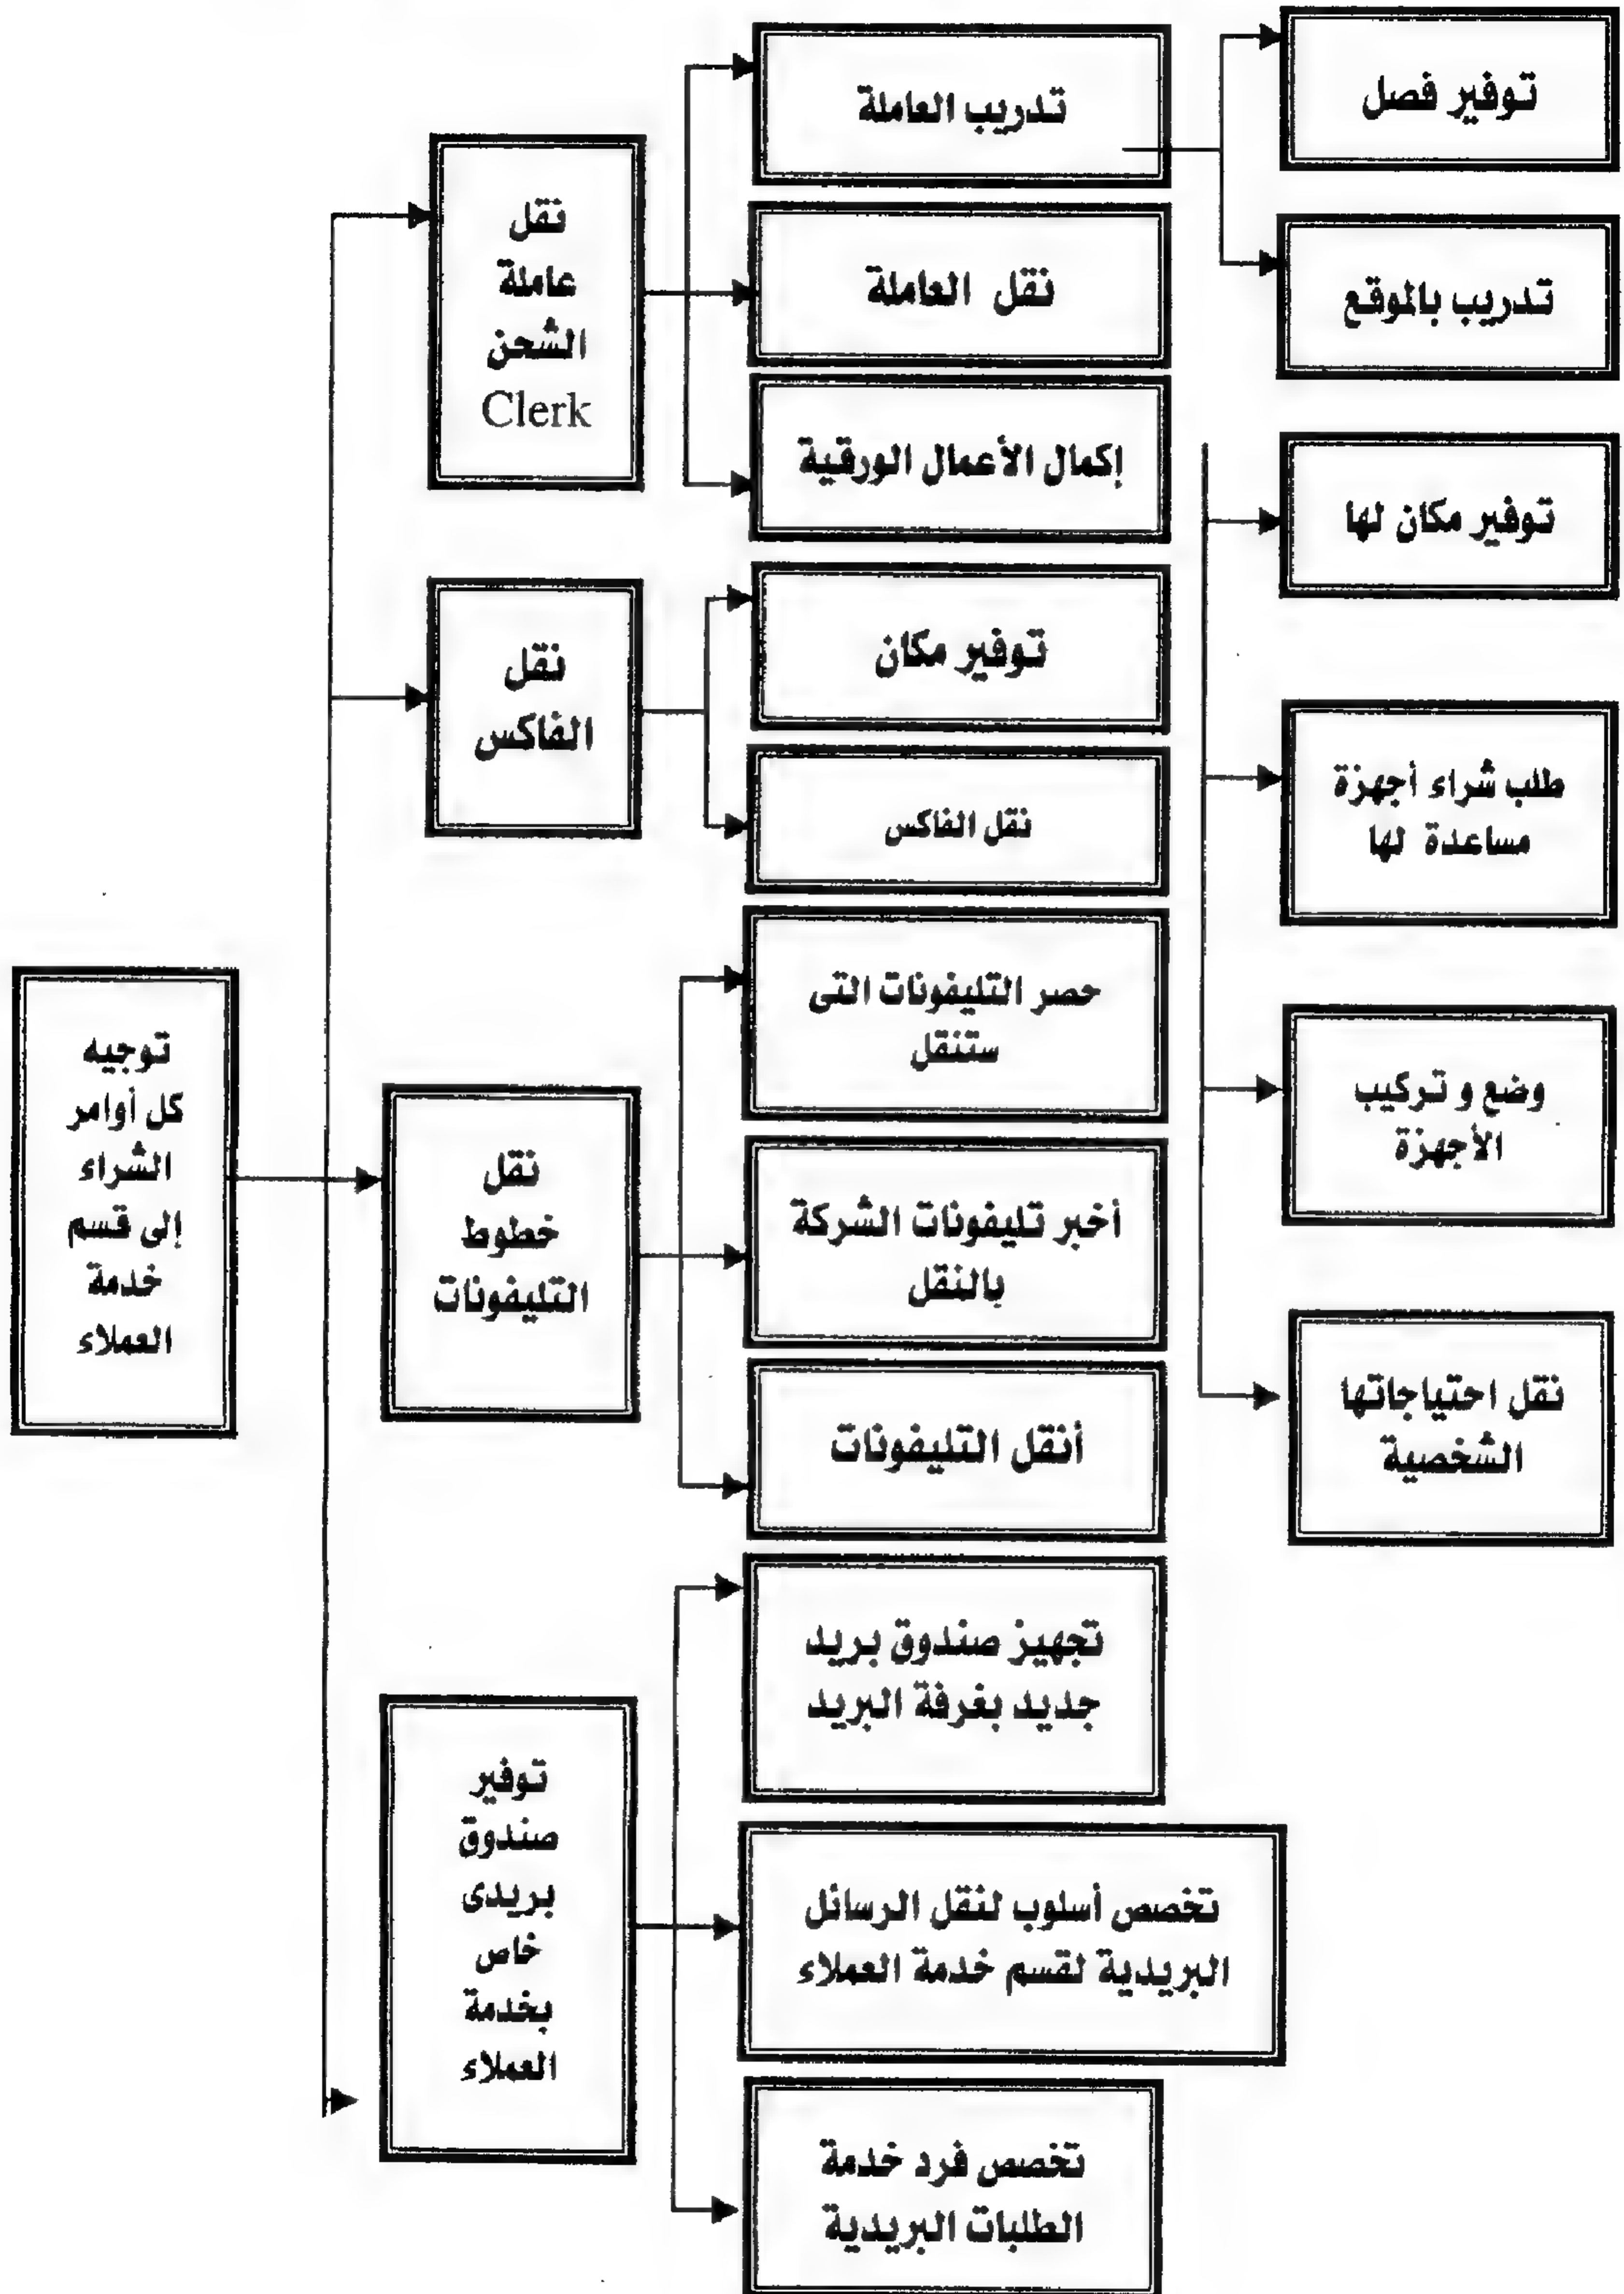 توجيه
كل أوامر
الشراء
إلى قسم
خدمة
العملاء
نقل
عاملة
الشحن
Clerk
نقل
الفاكس
نقل
خطوط
التليفونات
توفير
صندوق
بريدى
خاص
بخدمة
العملاء
تدريب العاملة
نقل العاملة
إكمال الأعمال الورقية
توفير مكان
نقل الفاكس
حصر التليفونات التى
ستنقل
أخبر تليفونات الشركة
بالنقل
أنقل التليفونات
تجهيز صندوق بريد
جديد بغرفة البريد
تخصص أسلوب لنقل الرسائل
البريدية لقسم خدمة العملاء
تخصص فرد خدمة
الطلبات البريدية
توفير فصل
تدريب بالموقع
توفير مكان لها
طلب شراء أجهزة
مساعدة لها
وضع و تركيب
الأجهزة
نقل احتياجاتها
الشخصية